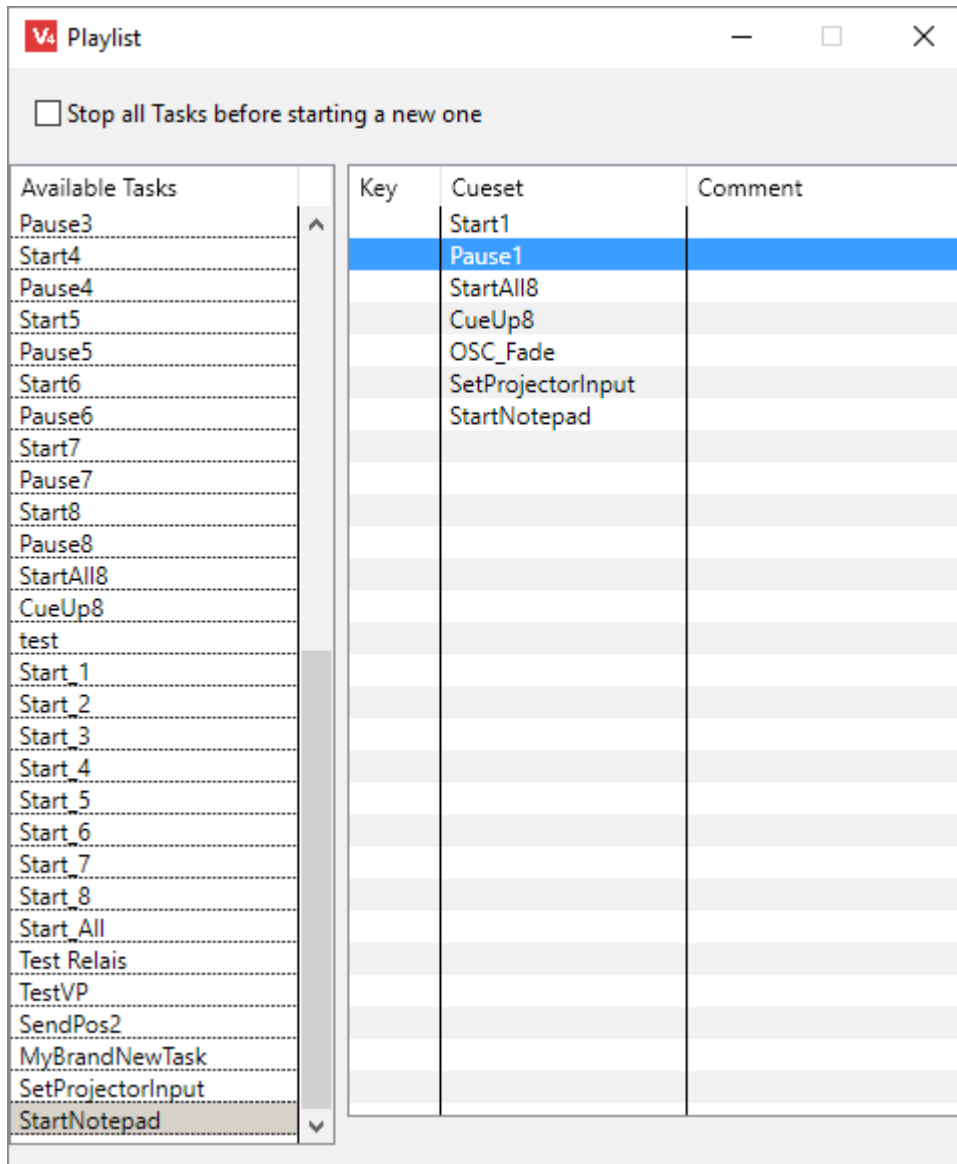 V4 Playlist
Stop all Tasks before starting a new one
Available Tasks
Pause3
Start4
Pause4
Start5
Pause5
Start6
Pause6
Start7
Pause7
Start8
Pause8
StartAll8
CueUp8
test
Start_1
Start_2
Start_3
Start_4
Start_5
Start_6
Start_7
Start_8
Start_All
Test Relais
TestVP
SendPos2
MyBrandNewTask
SetProjectorInput
StartNotepad
Key Cueset Comment
Start1
Pause1
StartAll8
CueUp8
OSC_Fade
SetProjectorInput
StartNotepad